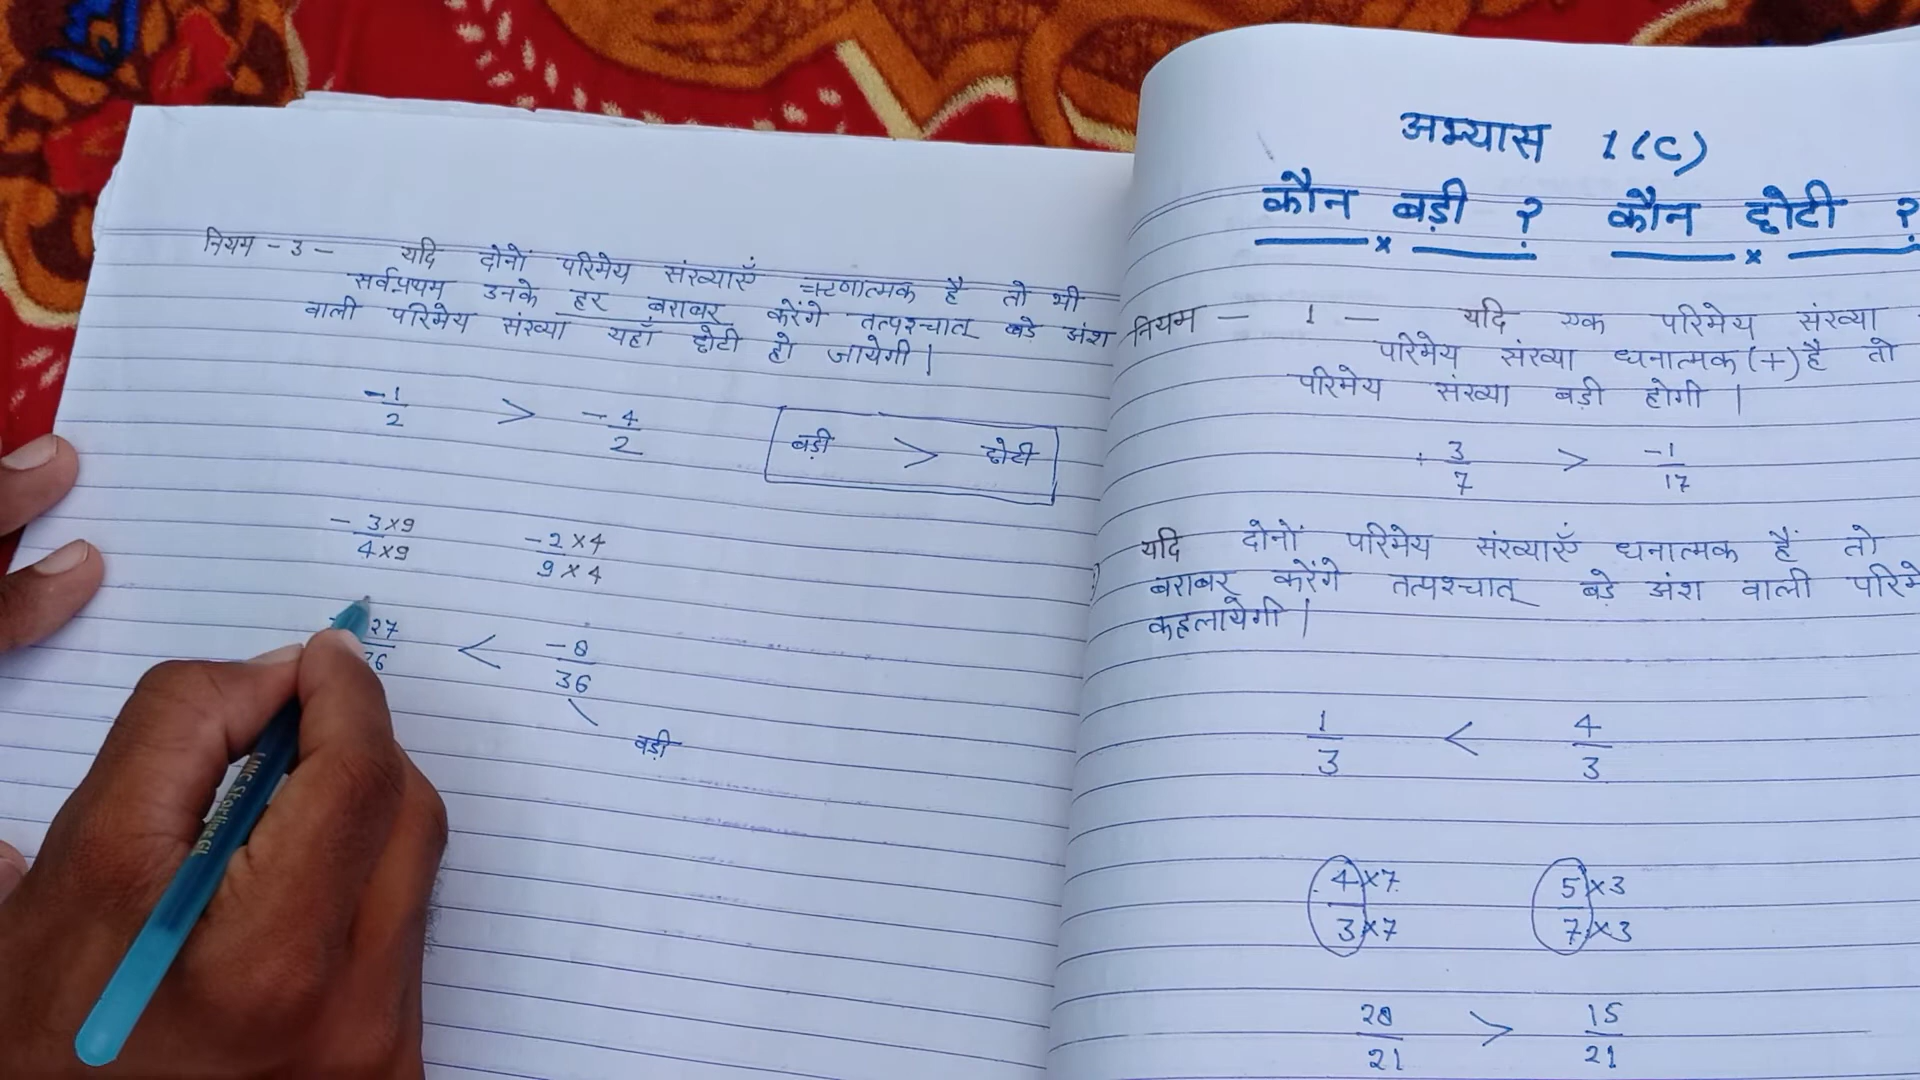 नियम - 3 - यदि दोनों परिमेय संख्याएँ ऋणात्मक है तो भी
सर्वप्रथम उनके हर बराबर करेंगे तत्पश्चात् बडे अंश
वाली परिमेय संख्या यहाँ छोटी हो जायेगी |
-1/2 > -4/2
बड़ी > छोटी
-3×9/4×9 -2×4/9×4
27/36 < -8/36
बड़ी
LINC Starline GL
अभ्यास 1(C)
कौन बड़ी ? कौन छोटी ?
नियम - 1 - यदि एक परिमेय संख्या
परिमेय संख्या धनात्मक (+) है तो
परिमेय संख्या बड़ी होगी |
+3/7 > -1/17
यदि दोनों परिमेय संख्याएँ धनात्मक हैं तो
बराबर करेंगे तत्पश्चात् बड़े अंश वाली परिमे
कहलायेगी |
1/3 < 4/3
4×7/3×7 5×3/7×3
28/21 > 15/21